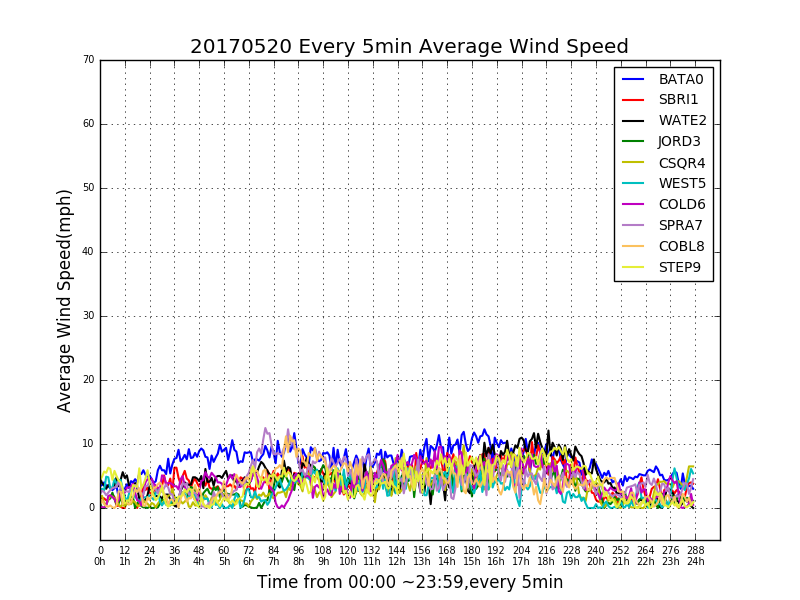 20170520 Every 5min Average Wind Speed
70
60
50
40
30
20
10
0
Average Wind Speed(mph)
BATA0
SBRI1
WATE2
JORD3
CSQR4
WEST5
COLD6
SPRA7
COBL8
STEP9
0 12 24 36 48 60 72 84 96 108 120 132 144 156 168 180 192 204 216 228 240 252 264 276 288
0h 1h 2h 3h 4h 5h 6h 7h 8h 9h 10h 11h 12h 13h 14h 15h 16h 17h 18h 19h 20h 21h 22h 23h 24h
Time from 00:00 ~23:59,every 5min